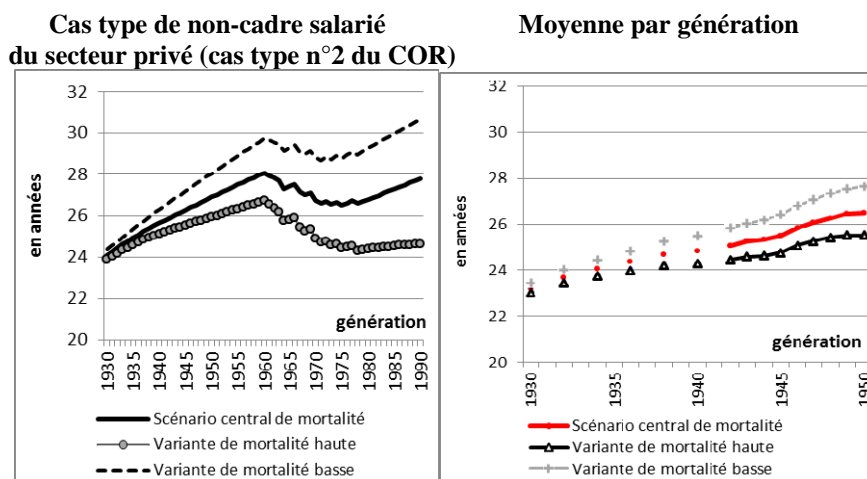 Cas type de non-cadre salarié
du secteur privé (cas type n°2 du COR)
32
30
28
26
24
22
20
en années
génération
1930
1935
1940
1945
1950
1955
1960
1965
1970
1975
1980
1985
1990
Scénario central de mortalité
Variante de mortalité haute
Variante de mortalité basse
Moyenne par génération
32
30
28
26
24
22
20
en années
génération
1930
1935
1940
1945
1950
Scénario central de mortalité
Variante de mortalité haute
Variante de mortalité basse